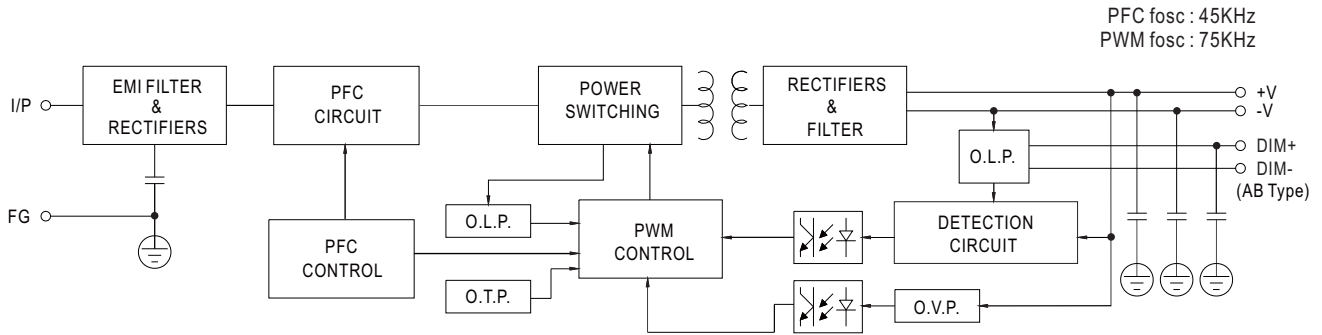 PFC fosc : 45KHz
PWM fosc : 75KHz
I/P
EMI FILTER
&
RECTIFIERS
PFC
CIRCUIT
POWER
SWITCHING
RECTIFIERS
&
FILTER
+V
-V
O.L.P.
DIM+
DIM-
(AB Type)
FG
O.L.P.
PFC
CONTROL
PWM
CONTROL
DETECTION
CIRCUIT
O.T.P.
O.V.P.